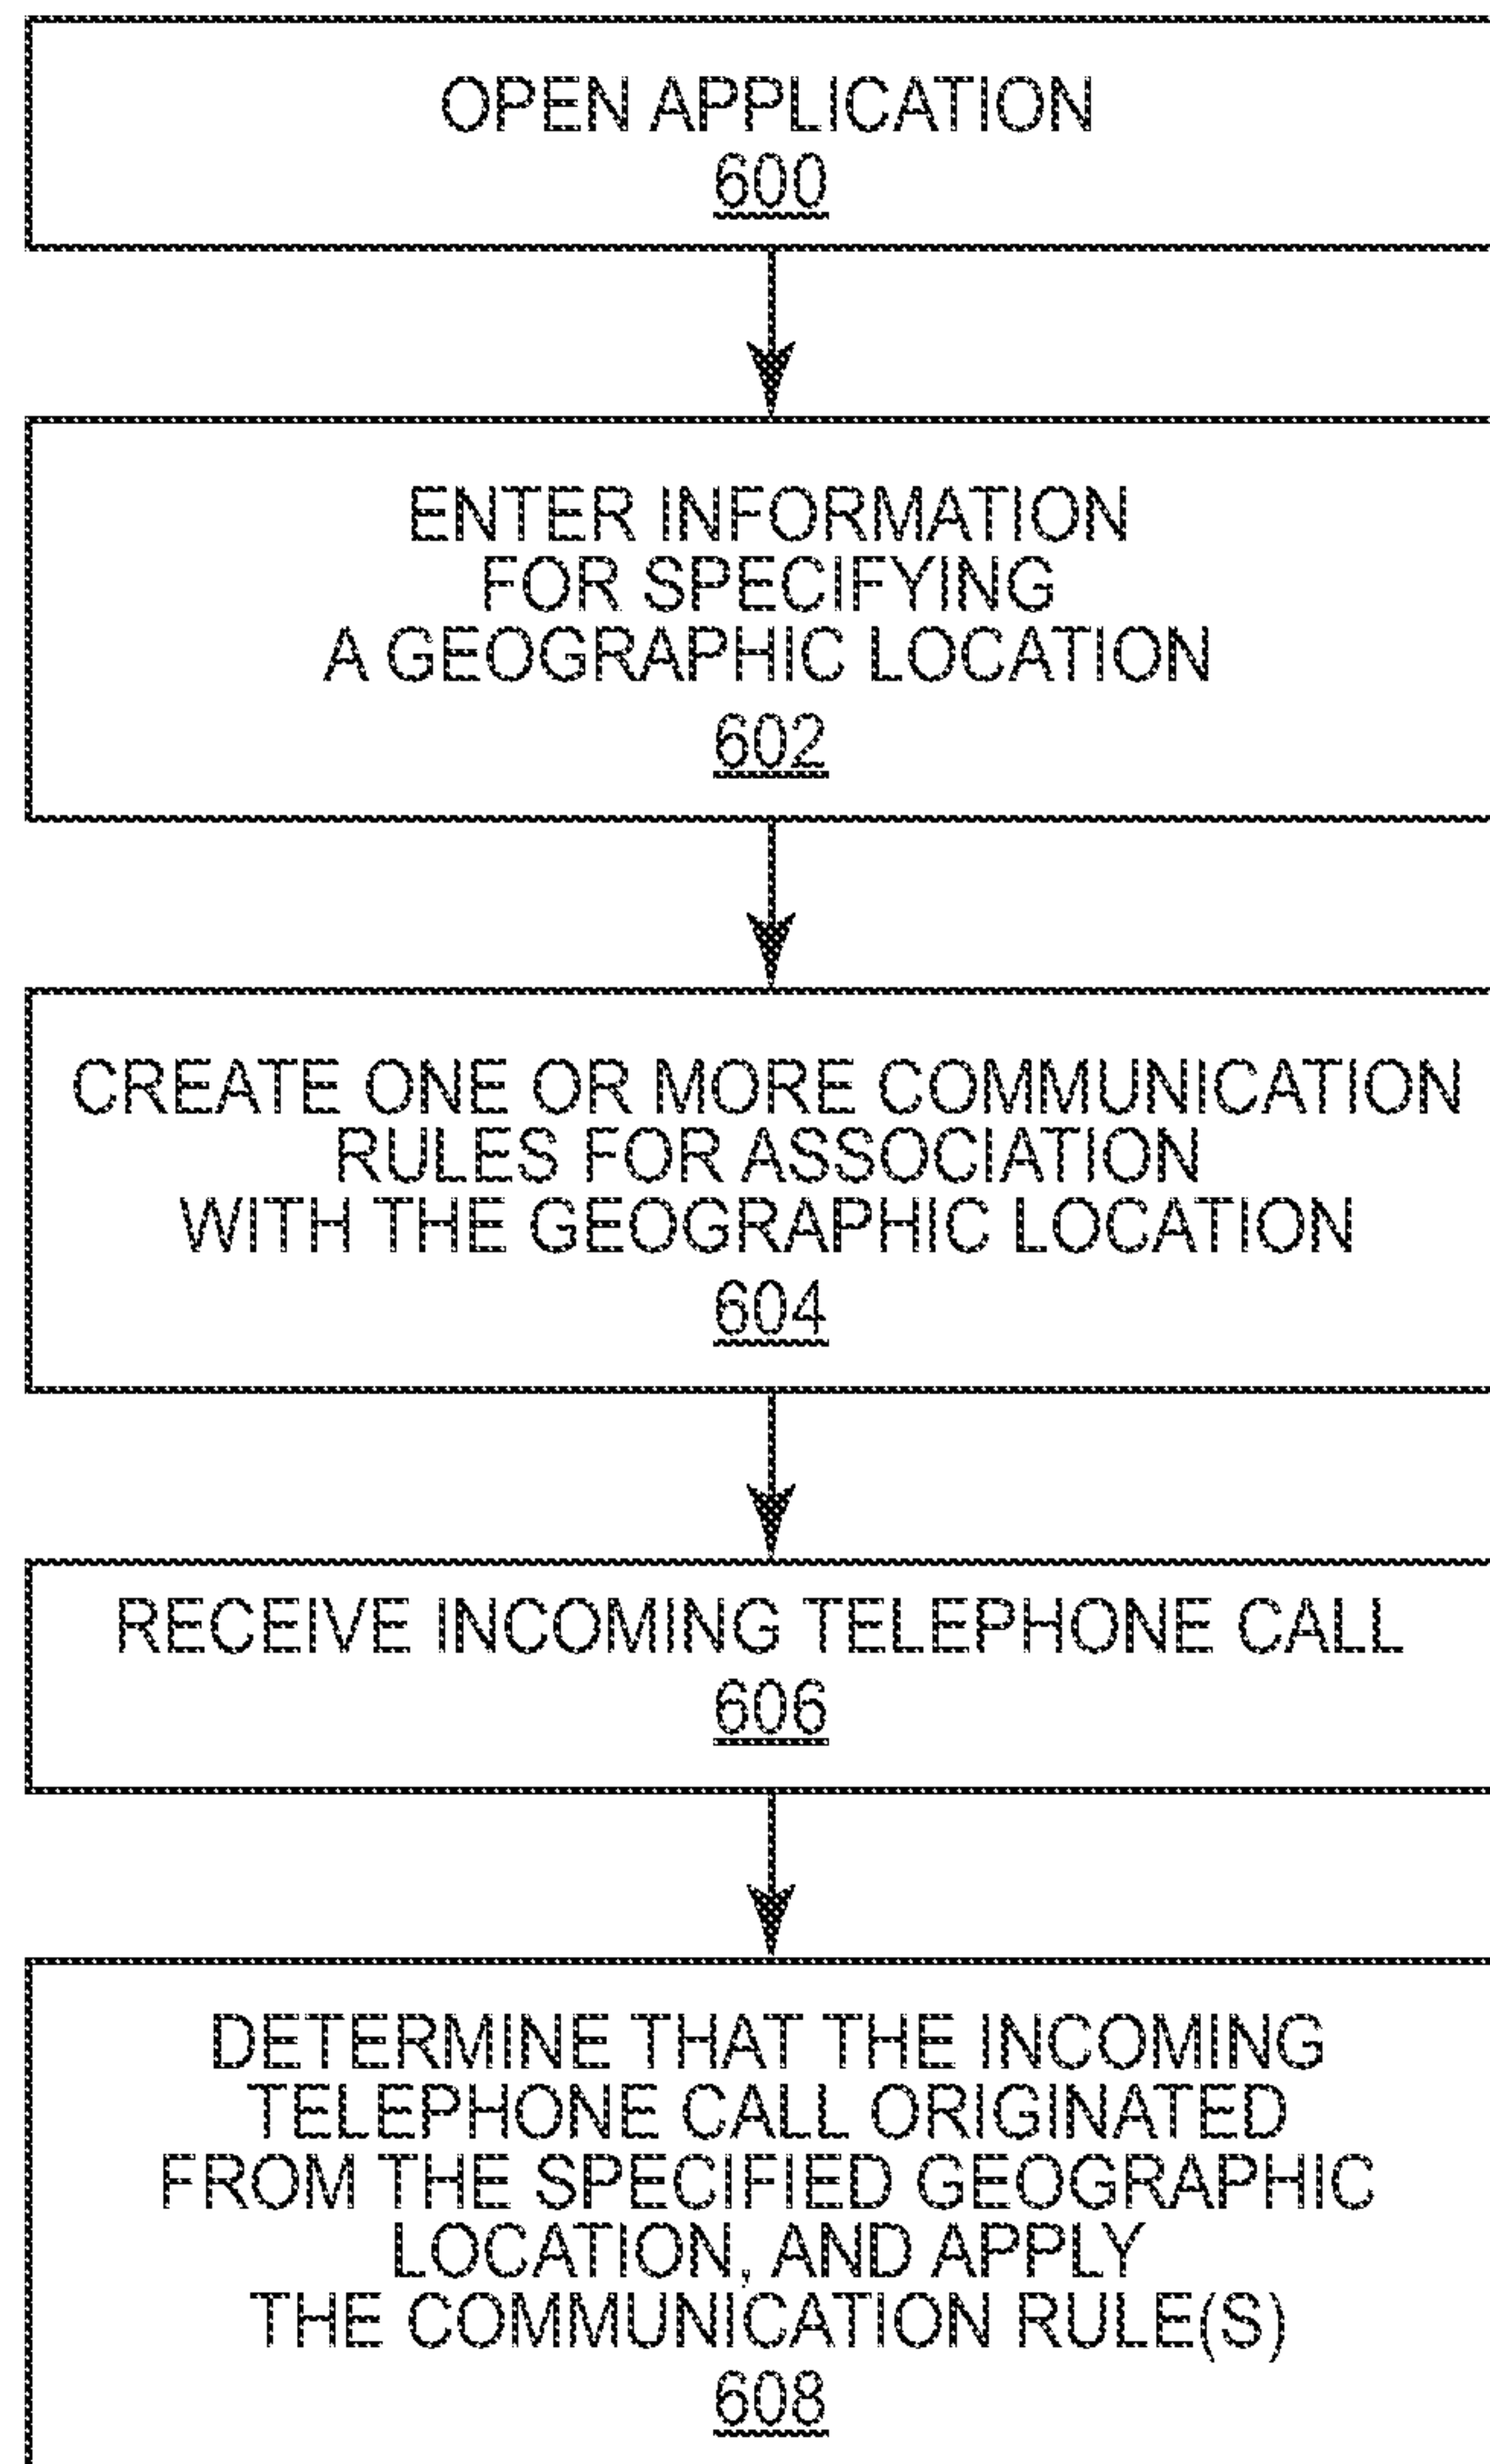 OPEN APPLICATION
600
ENTER INFORMATION
FOR SPECIFYING
A GEOGRAPHIC LOCATION
602
CREATE ONE OR MORE COMMUNICATION
RULES FOR ASSOCIATION
WITH THE GEOGRAPHIC LOCATION
604
RECEIVE INCOMING TELEPHONE CALL
606
DETERMINE THAT THE INCOMING
TELEPHONE CALL ORIGINATED
FROM THE SPECIFIED GEOGRAPHIC
LOCATION, AND APPLY
THE COMMUNICATION RULE(S)
608